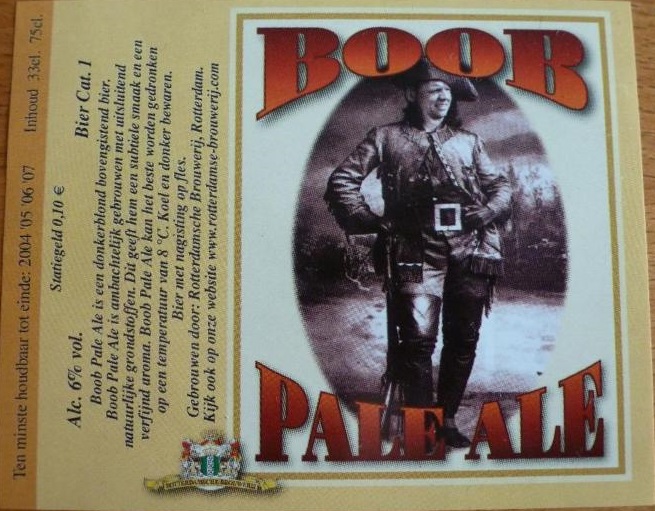 BOOB
PALE ALE
Ten minste houdbaar tot einde: 2004 '05 '06 '07 Inhoud 33cl. 75cl.
Statiegeld 0,10 €
Alc. 6% vol. Bier Cat. 1
Boob Pale Ale is een donkerblond bovengistend bier.
Boob Pale Ale is ambachtelijk gebrouwen met uitsluitend
natuurlijke grondstoffen. Dit geeft hem een subtiele smaak en een
verfijnd aroma. Boob Pale Ale kan het beste worden gedronken
op een temperatuur van 8 °C. Koel en donker bewaren.
Bier met nagisting op fles.
Gebrouwen door: Rotterdamsche Brouwerij, Rotterdam.
Kijk ook op onze website www.rotterdamse-brouwerij.com
ROTTERDAMSCHE BROUWERIJ